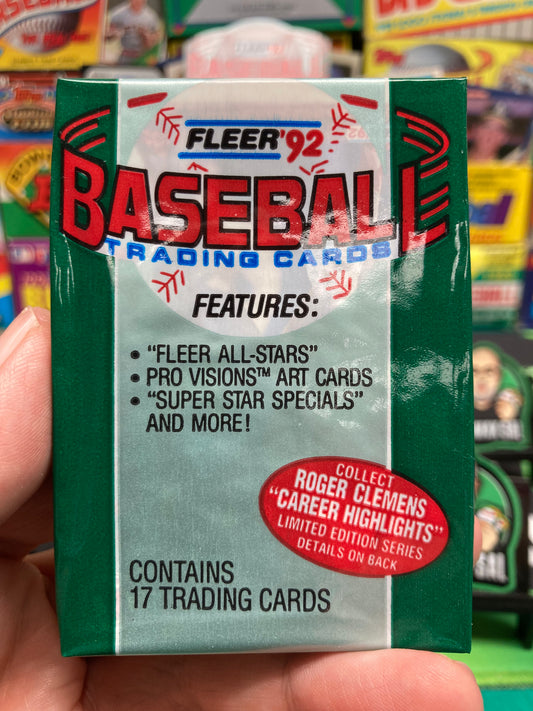 FLEER '92
BASEBALL
TRADING CARDS
FEATURES:
• "FLEER ALL-STARS"
• PRO VISIONS™ ART CARDS
• "SUPER STAR SPECIALS"
AND MORE!
COLLECT
ROGER CLEMENS
"CAREER HIGHLIGHTS"
LIMITED EDITION SERIES
DETAILS ON BACK
CONTAINS
17 TRADING CARDS